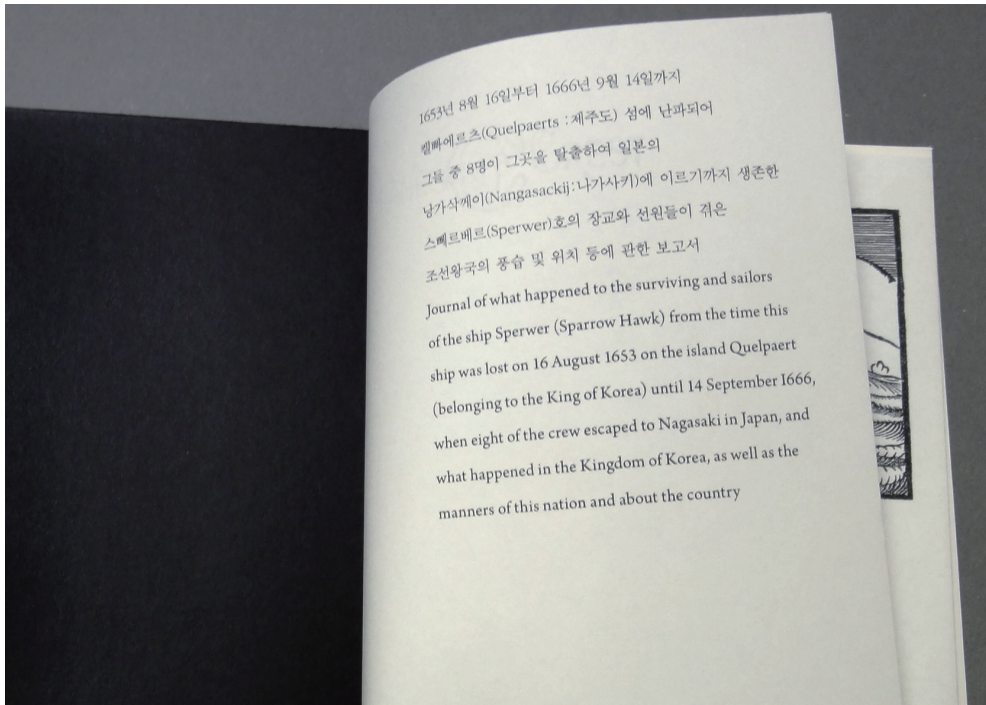 1653년 8월 16일부터 1666년 9월 14일까지
켈빠에르츠(Quelpaerts : 제주도) 섬에 난파되어
그들 중 8명이 그곳을 탈출하여 일본의
낭가삭께이(Nangasackij:나가사키)에 이르기까지 생존한
스뻬르베르(Sperwer)호의 장교와 선원들이 겪은
조선왕국의 풍습 및 위치 등에 관한 보고서
Journal of what happened to the surviving and sailors
of the ship Sperwer (Sparrow Hawk) from the time this
ship was lost on 16 August 1653 on the island Quelpaert
(belonging to the King of Korea) until 14 September 1666,
when eight of the crew escaped to Nagasaki in Japan, and
what happened in the Kingdom of Korea, as well as the
manners of this nation and about the country